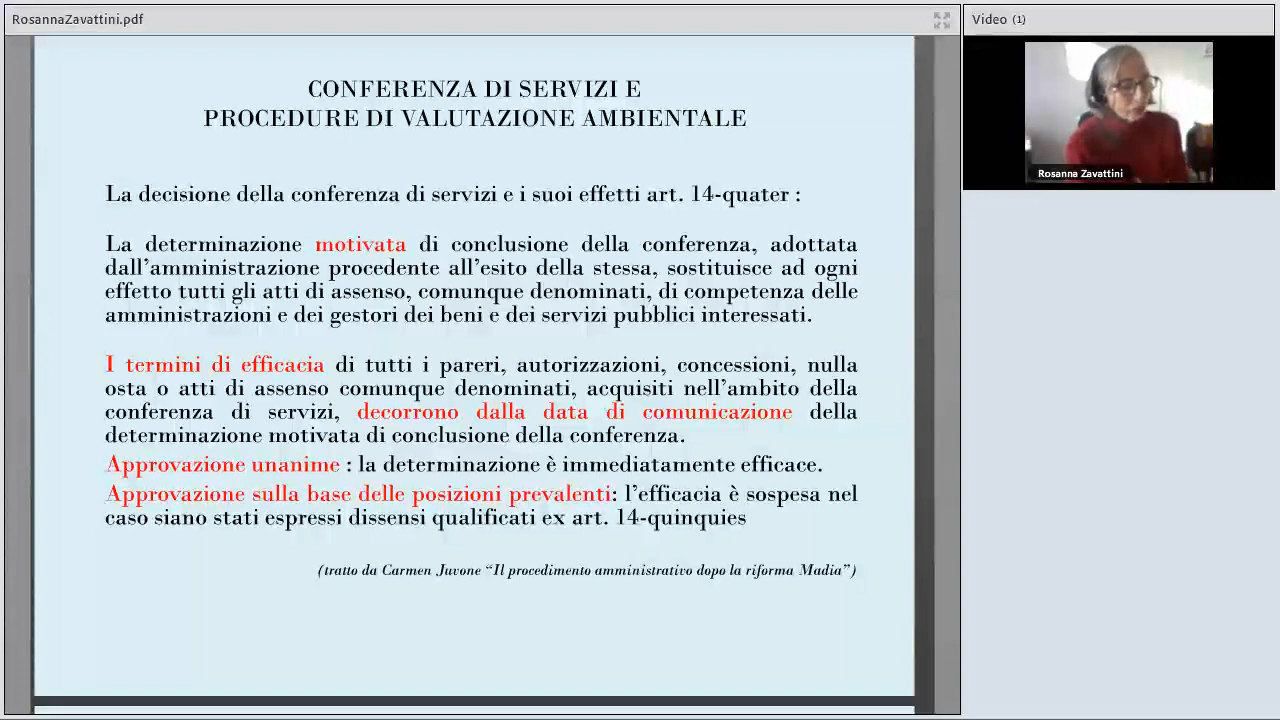 RosannaZavattini.pdf
Video (1)
CONFERENZA DI SERVIZI E
PROCEDURE DI VALUTAZIONE AMBIENTALE
La decisione della conferenza di servizi e i suoi effetti art. 14-quater :
La determinazione motivata di conclusione della conferenza, adottata
dall’amministrazione procedente all’esito della stessa, sostituisce ad ogni
effetto tutti gli atti di assenso, comunque denominati, di competenza delle
amministrazioni e dei gestori dei beni e dei servizi pubblici interessati.
I termini di efficacia di tutti i pareri, autorizzazioni, concessioni, nulla
osta o atti di assenso comunque denominati, acquisiti nell’ambito della
conferenza di servizi, decorrono dalla data di comunicazione della
determinazione motivata di conclusione della conferenza.
Approvazione unanime : la determinazione è immediatamente efficace.
Approvazione sulla base delle posizioni prevalenti: l’efficacia è sospesa nel
caso siano stati espressi dissensi qualificati ex art. 14-quinquies
(tratto da Carmen Juvone “Il procedimento amministrativo dopo la riforma Madia”)
Rosanna Zavattini